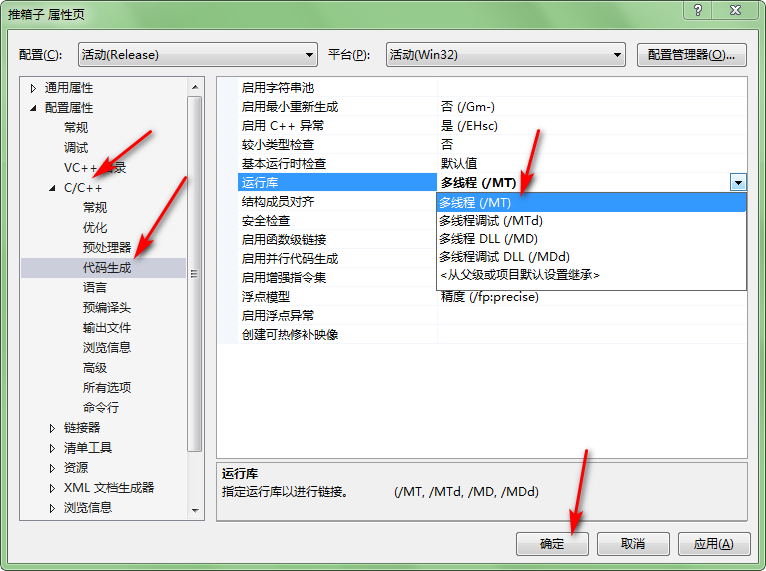 推箱子 属性页
配置(C): 活动(Release) 平台(P): 活动(Win32) 配置管理器(O)...
通用属性
配置属性
常规
调试
VC++ 目录
C/C++
常规
优化
预处理器
代码生成
语言
预编译头
输出文件
浏览信息
高级
所有选项
命令行
链接器
清单工具
资源
XML 文档生成器
浏览信息
启用字符串池
启用最小重新生成 否 (/Gm-)
启用 C++ 异常 是 (/EHsc)
较小类型检查 否
基本运行时检查 默认值
运行库 多线程 (/MT)
结构成员对齐
安全检查
启用函数级链接
启用并行代码生成
启用增强指令集
浮点模型 精度 (/fp:precise)
启用浮点异常
创建可热修补映像
多线程 (/MT)
多线程调试 (/MTd)
多线程 DLL (/MD)
多线程调试 DLL (/MDd)
<从父级或项目默认设置继承>
运行库
指定运行库以进行链接。 (/MT, /MTd, /MD, /MDd)
确定 取消 应用(A)